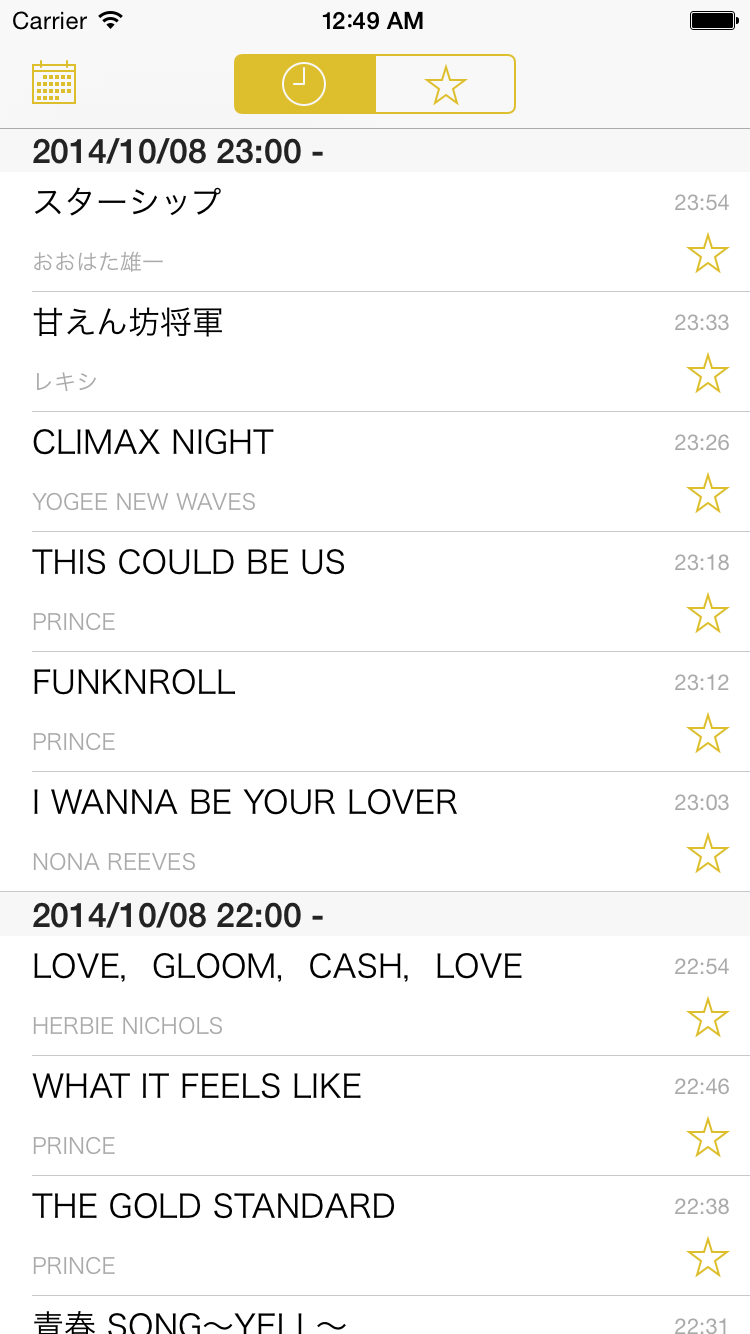 Carrier 12:49 AM
2014/10/08 23:00 -
スターシップ 23:54
おおはた雄一
甘えん坊将軍 23:33
レキシ
CLIMAX NIGHT 23:26
YOGEE NEW WAVES
THIS COULD BE US 23:18
PRINCE
FUNKNROLL 23:12
PRINCE
I WANNA BE YOUR LOVER 23:03
NONA REEVES
2014/10/08 22:00 -
LOVE, GLOOM, CASH, LOVE 22:54
HERBIE NICHOLS
WHAT IT FEELS LIKE 22:46
PRINCE
THE GOLD STANDARD 22:38
PRINCE
青春 SONG〜YELL〜 22:31